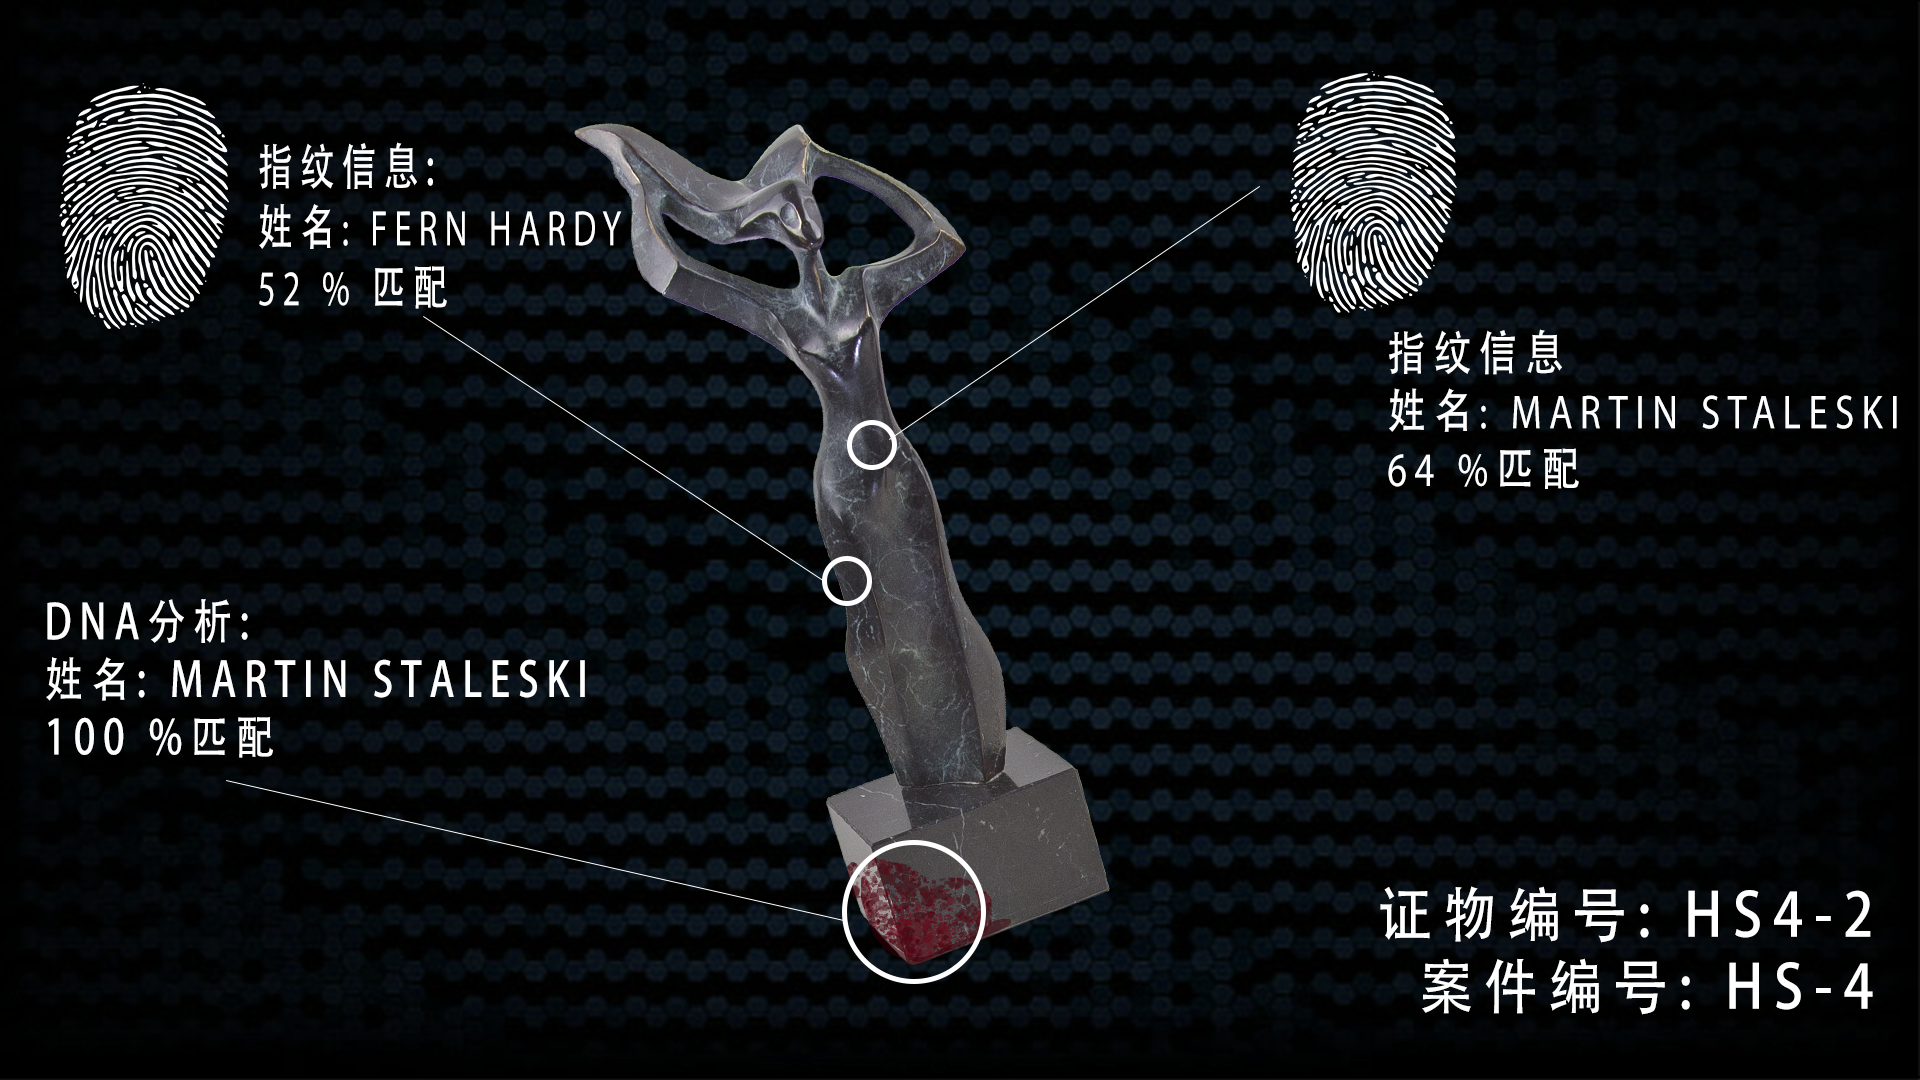 指纹信息:
姓名: FERN HARDY
52 % 匹配
指纹信息
姓名: MARTIN STALESKI
64 %匹配
DNA分析:
姓名: MARTIN STALESKI
100 %匹配
证物编号: HS4-2
案件编号: HS-4